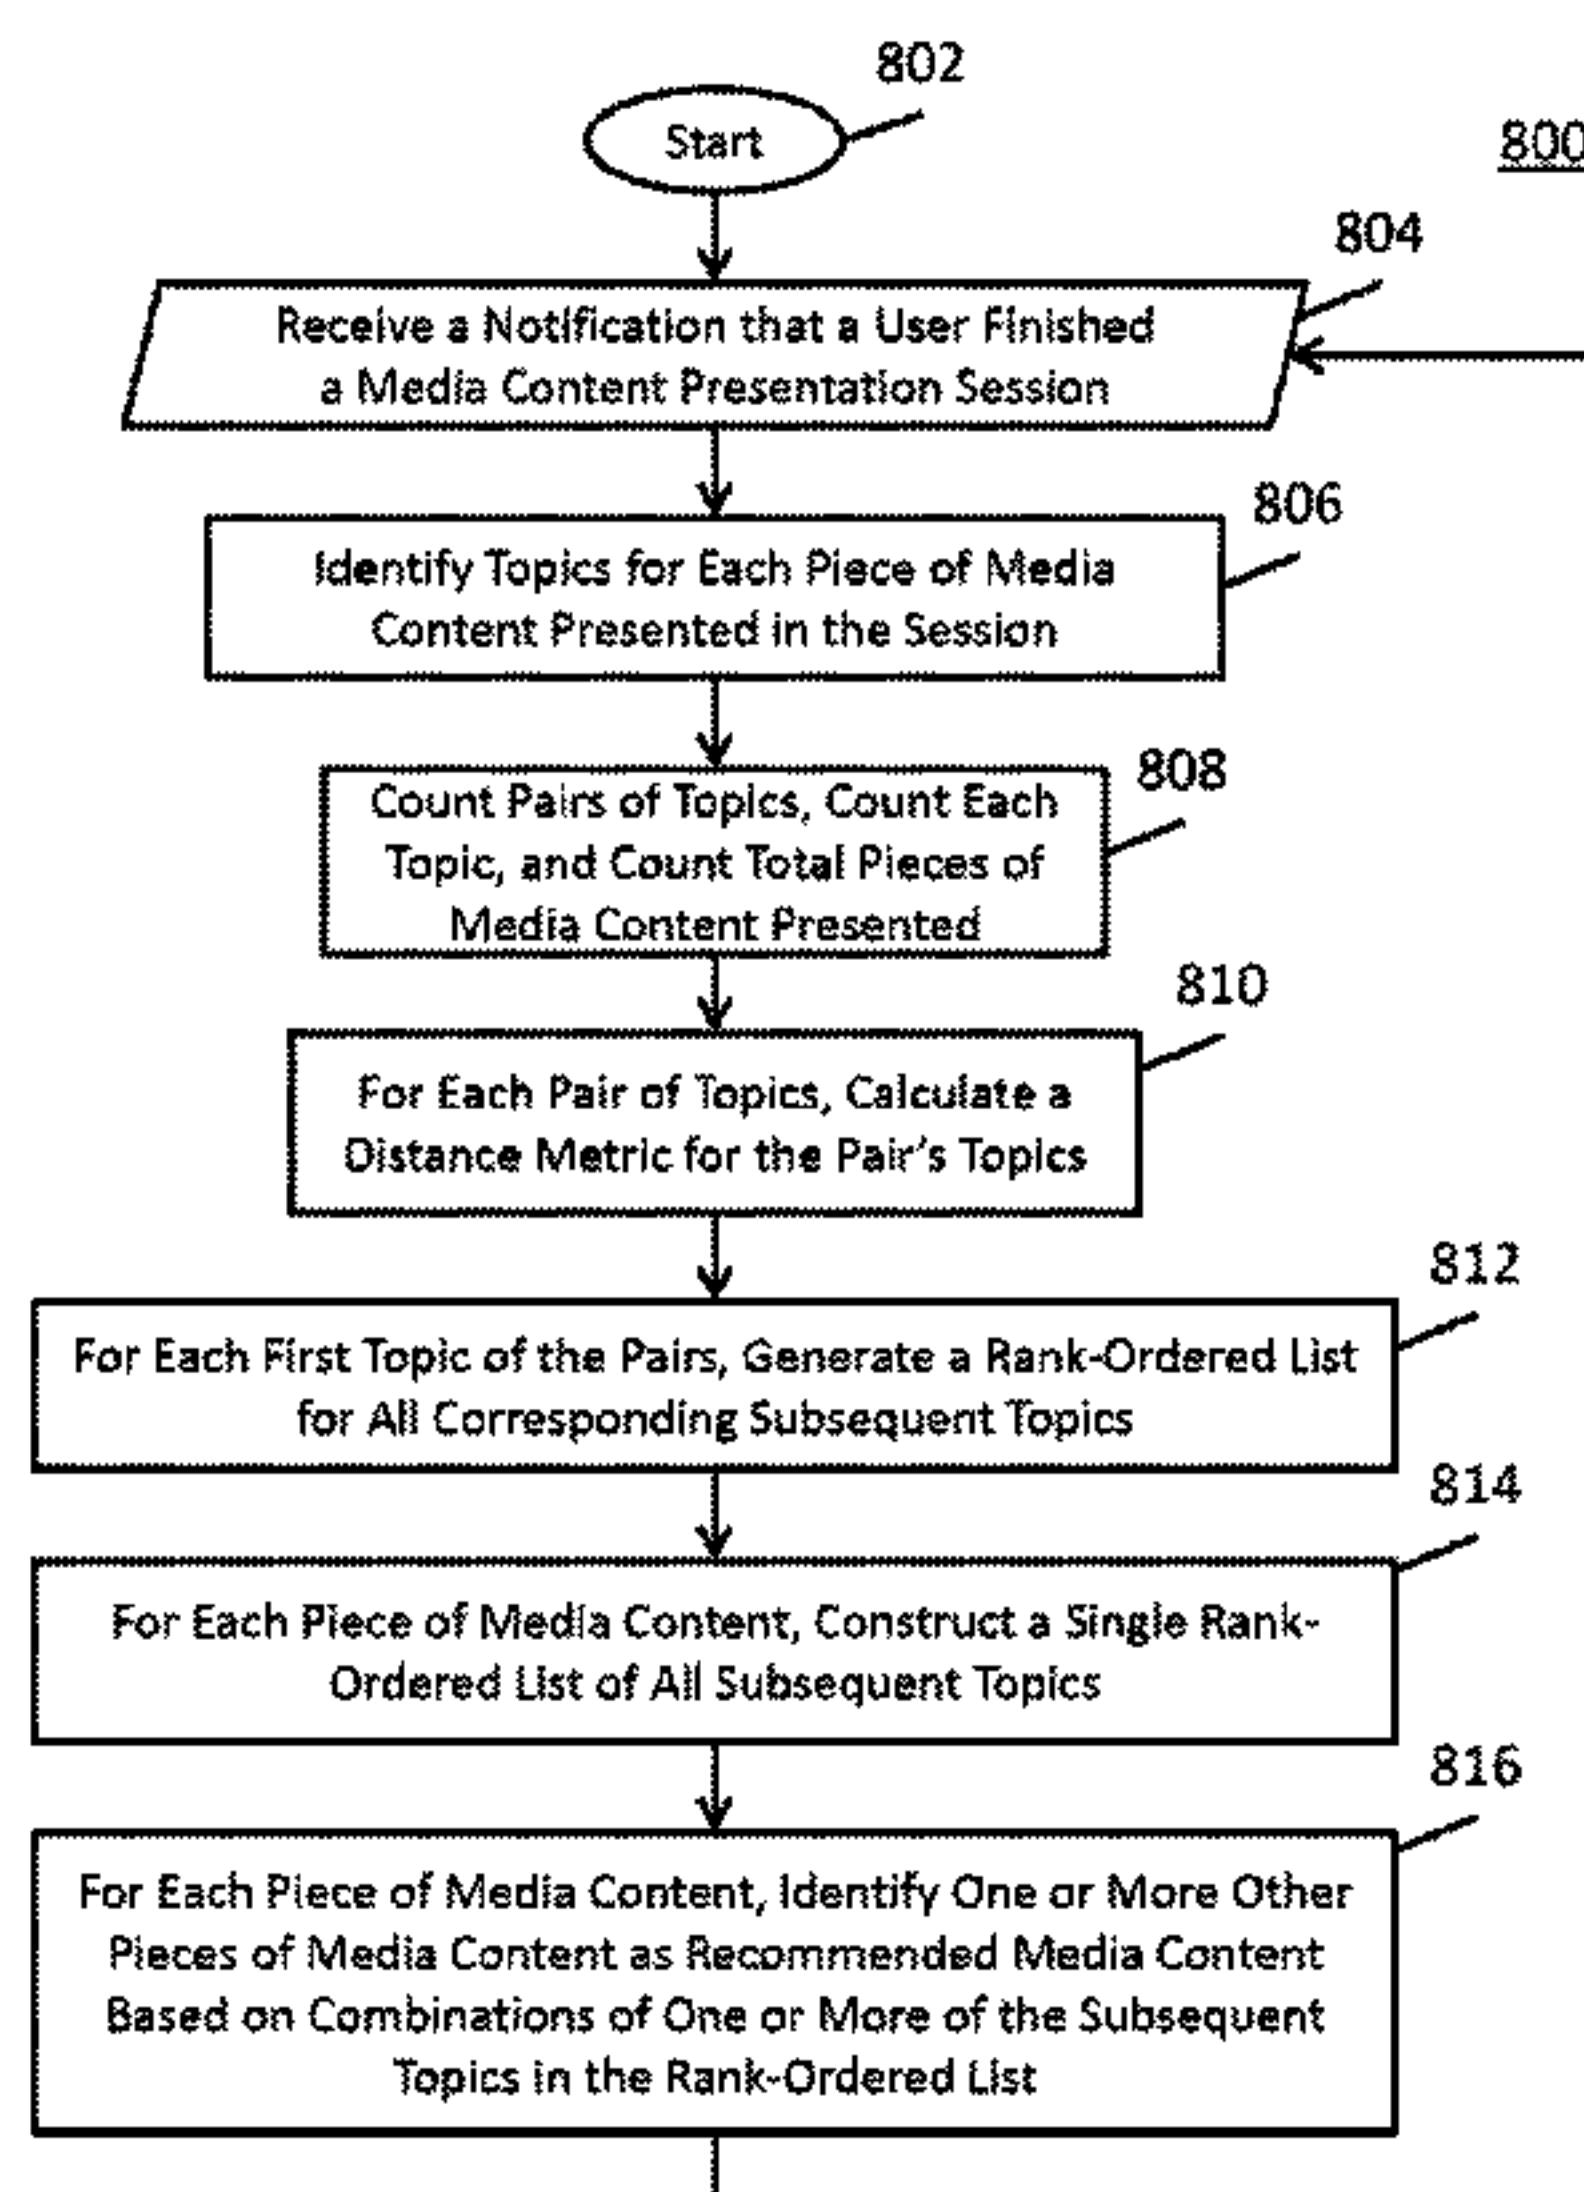 802
Start
800
804
Receive a Notification that a User Finished
a Media Content Presentation Session
806
Identify Topics for Each Piece of Media
Content Presented in the Session
808
Count Pairs of Topics, Count Each
Topic, and Count Total Pieces of
Media Content Presented
810
For Each Pair of Topics, Calculate a
Distance Metric for the Pair's Topics
812
For Each First Topic of the Pairs, Generate a Rank-Ordered List
for All Corresponding Subsequent Topics
814
For Each Piece of Media Content, Construct a Single Rank-
Ordered List of All Subsequent Topics
816
For Each Piece of Media Content, Identify One or More Other
Pieces of Media Content as Recommended Media Content
Based on Combinations of One or More of the Subsequent
Topics in the Rank-Ordered List